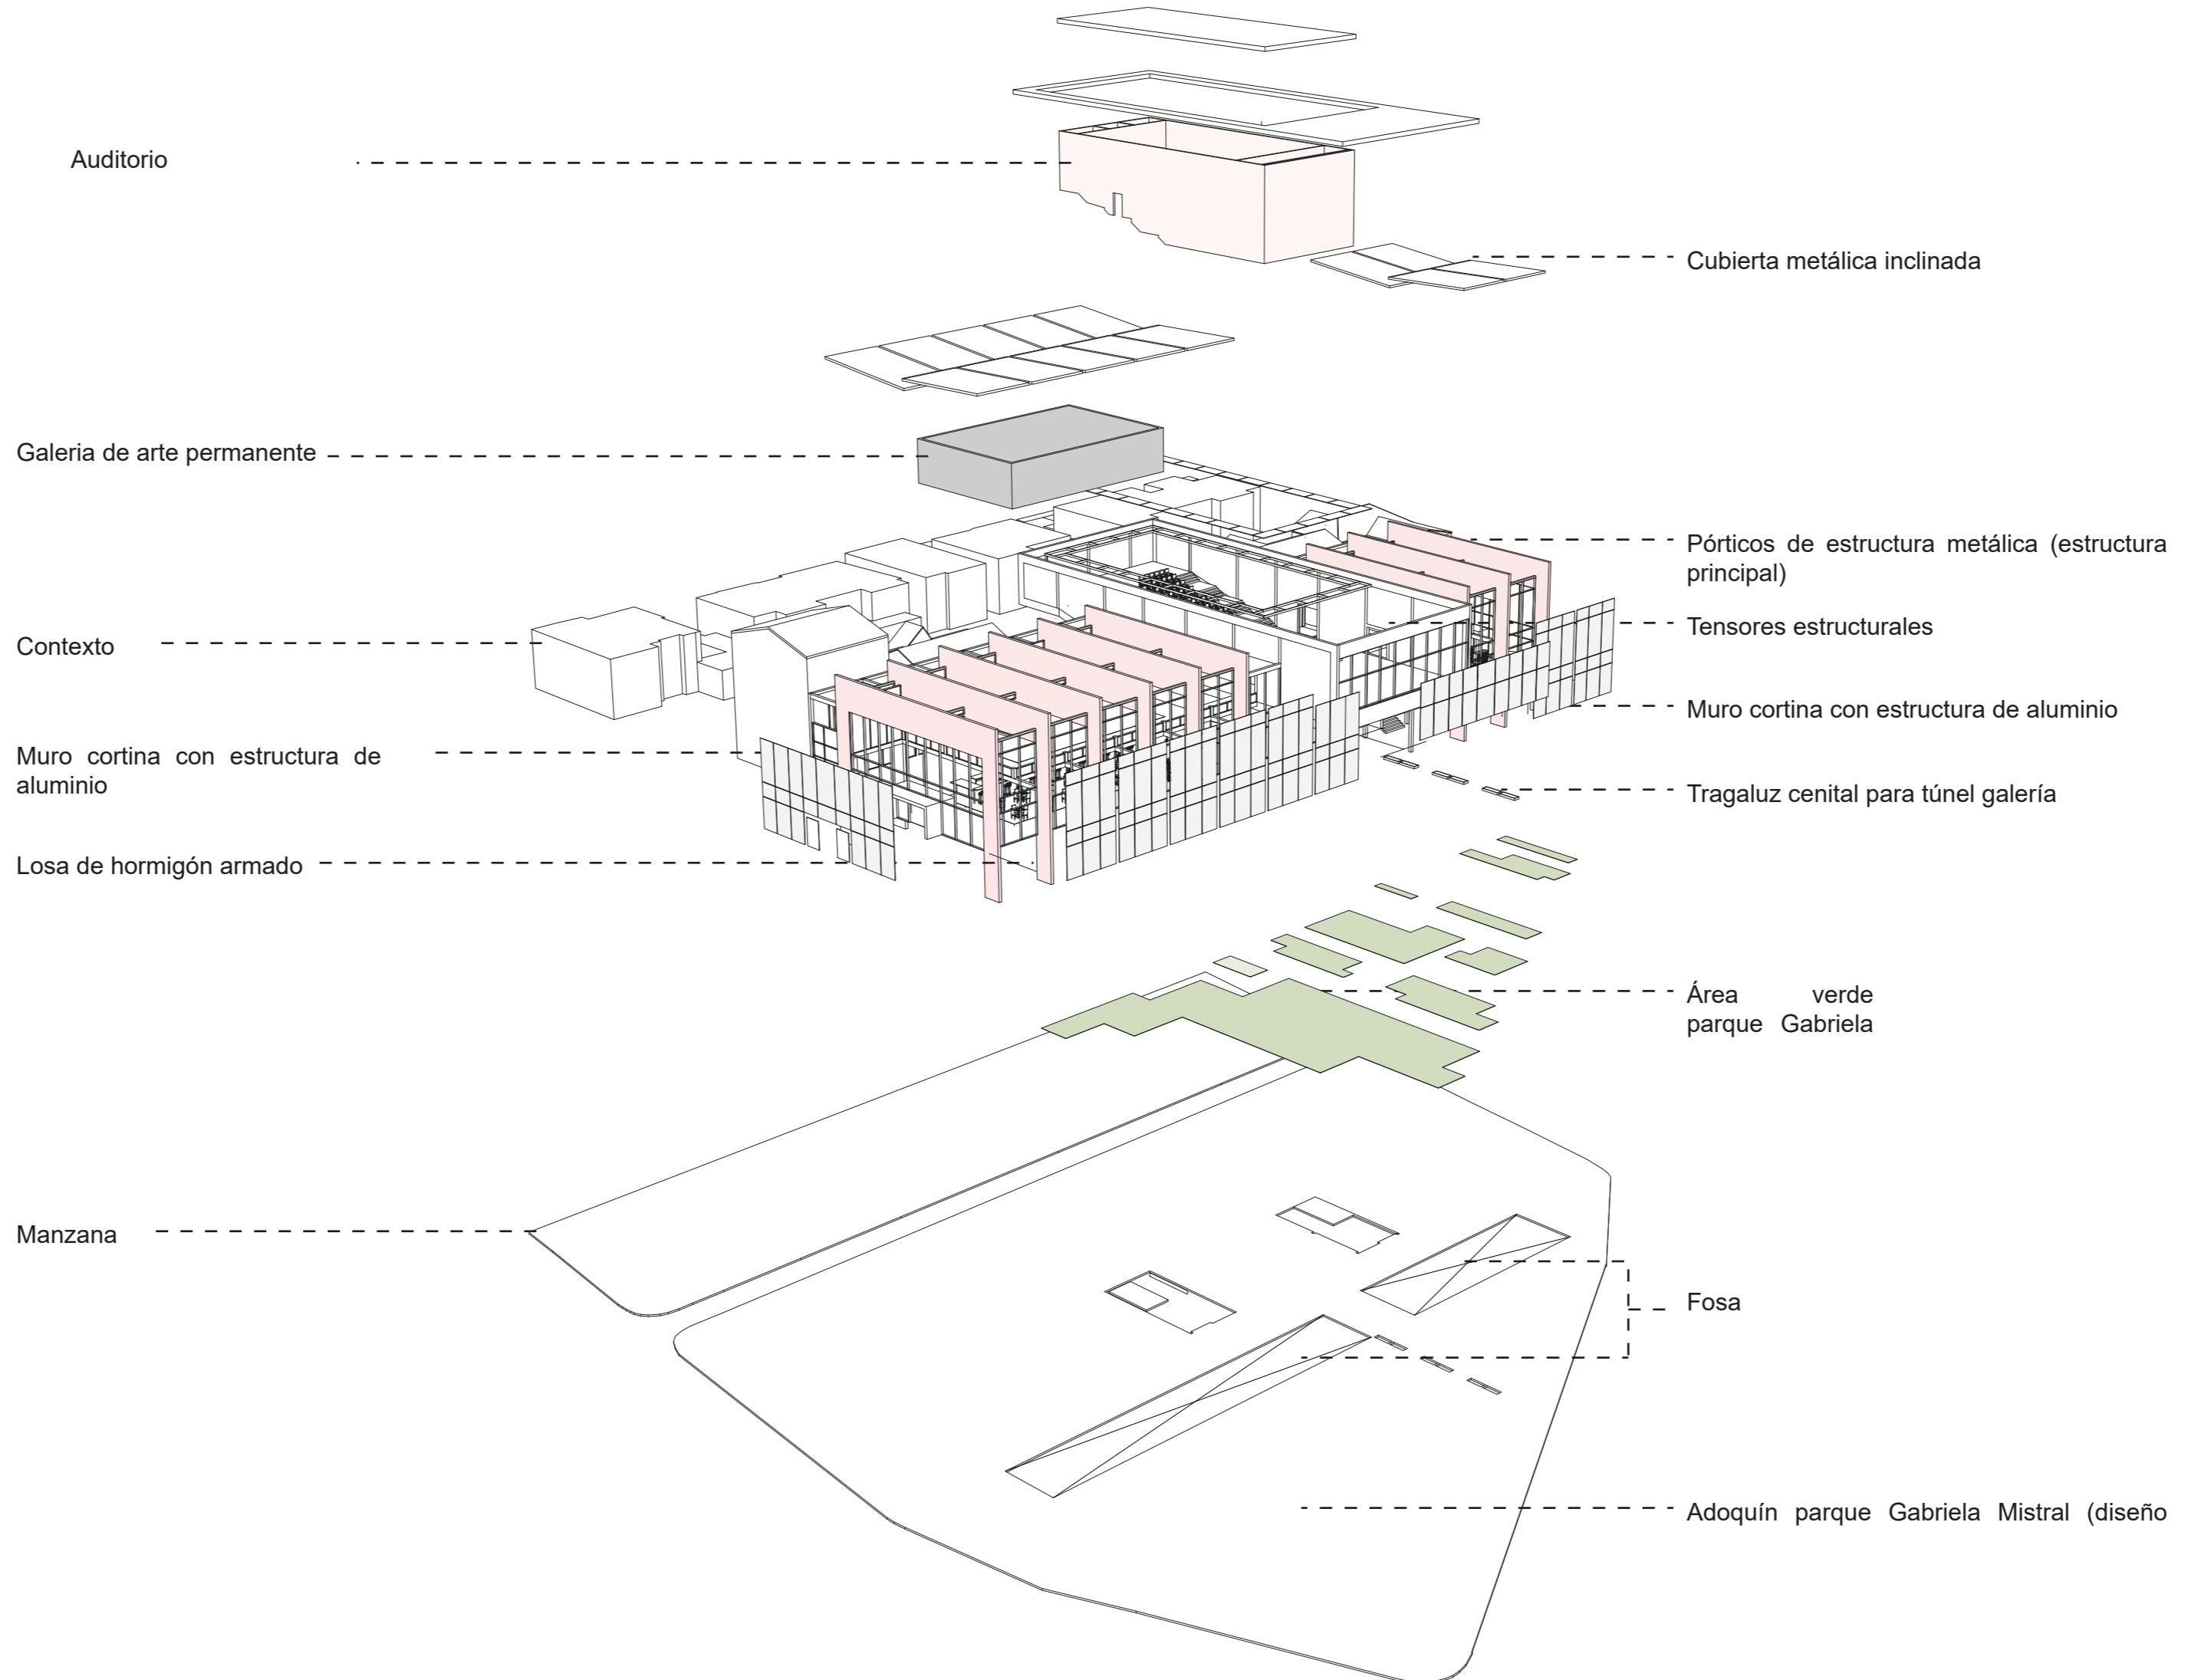 Auditorio
Cubierta metálica inclinada
Galeria de arte permanente
Pórticos de estructura metálica (estructura
principal)
Tensores estructurales
Contexto
Muro cortina con estructura de aluminio
Muro cortina con estructura de
aluminio
Tragaluz cenital para túnel galería
Losa de hormigón armado
Área verde
parque Gabriela
Manzana
Fosa
Adoquín parque Gabriela Mistral (diseño